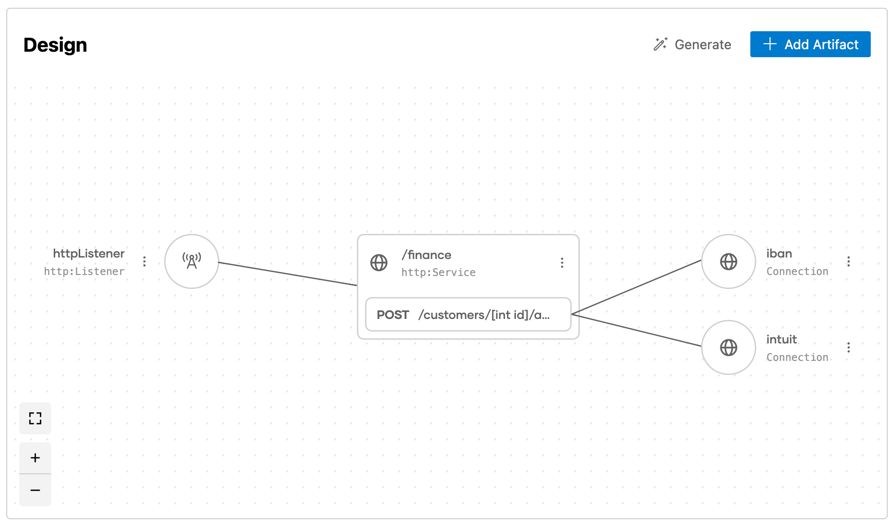 Design
Generate
Add Artifact
httpListener
http:Listener
/finance
http:Service
POST /customers/[int id]/a...
iban
Connection
intuit
Connection